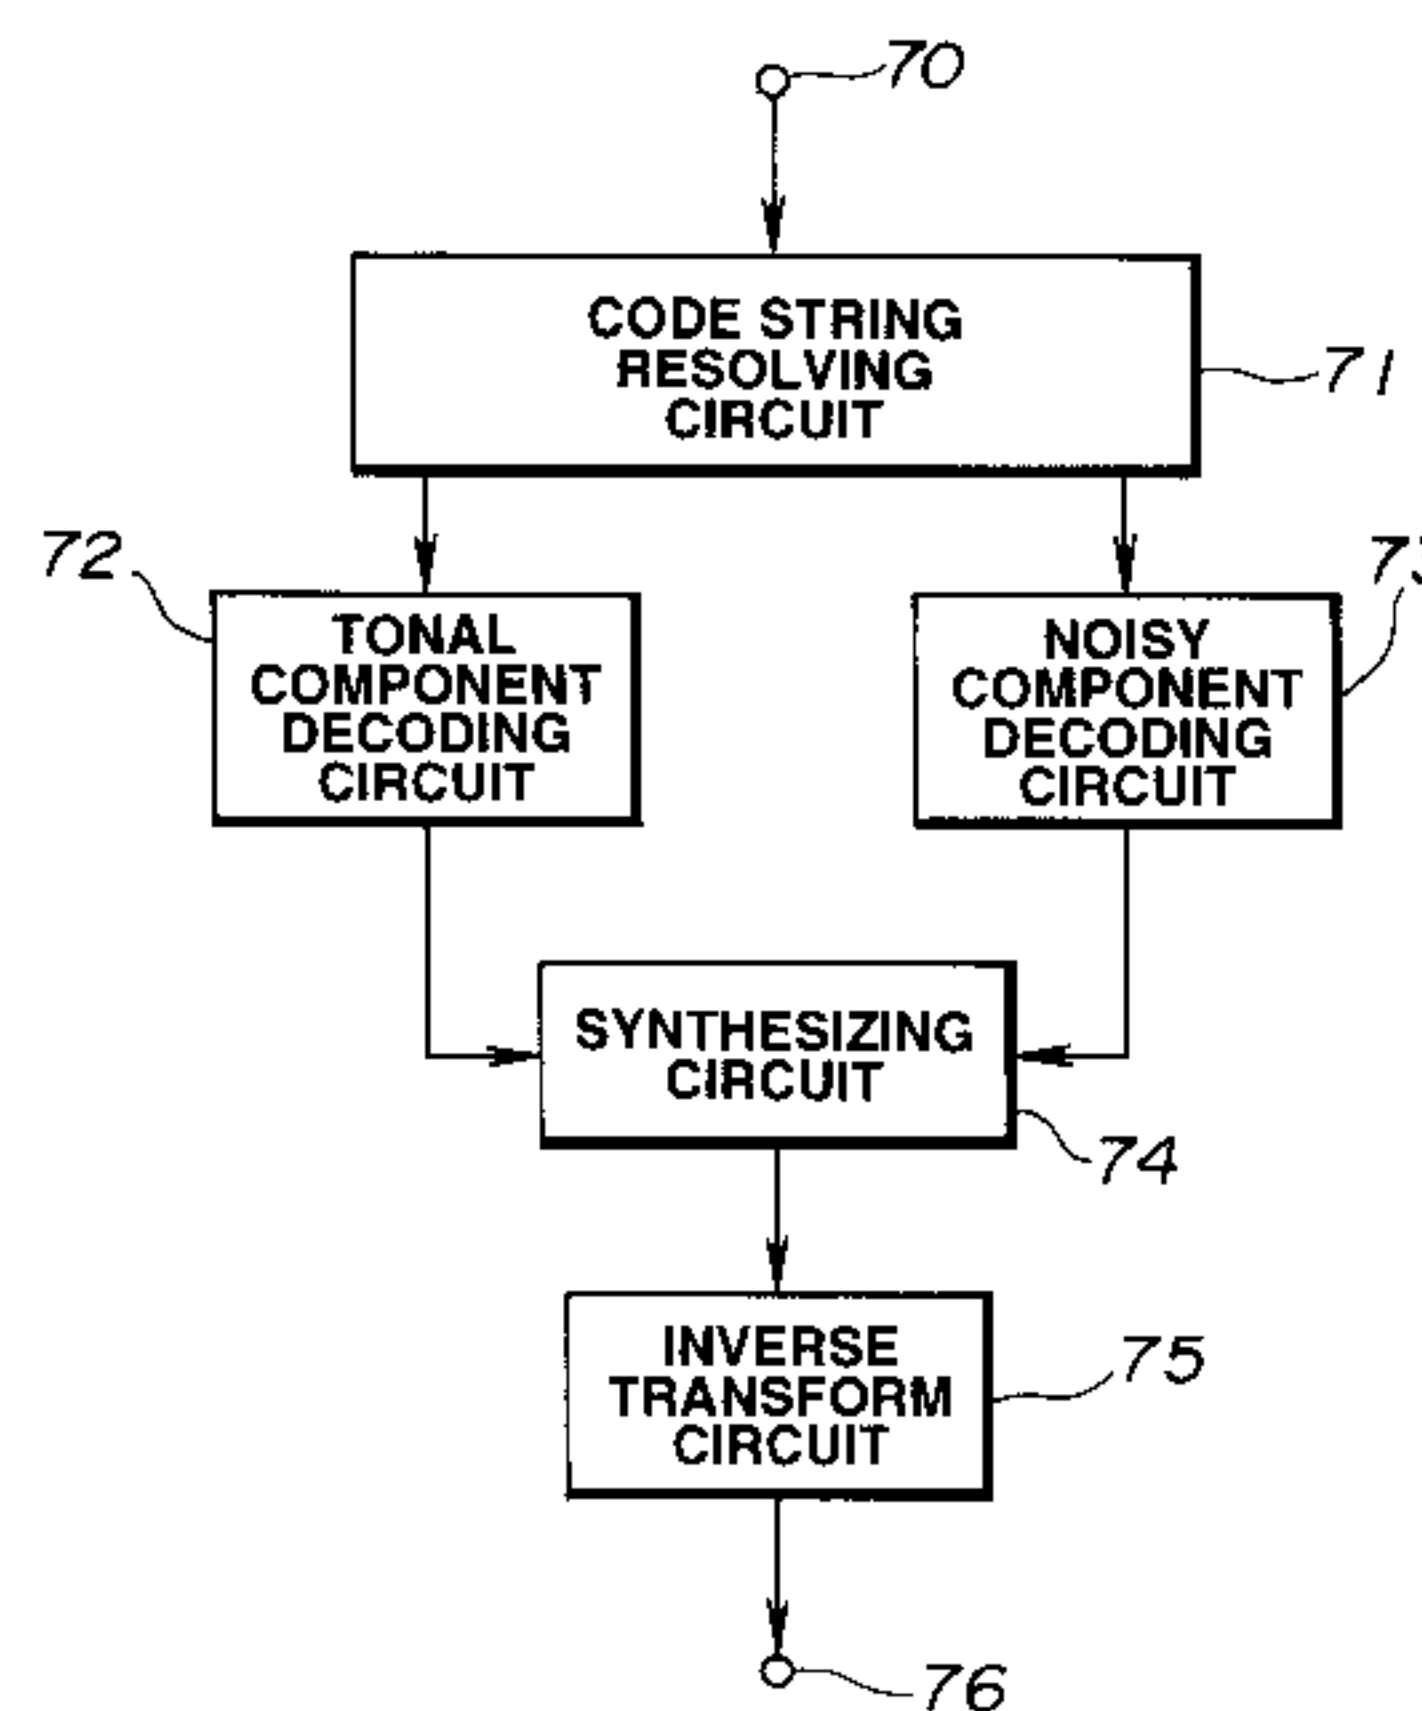 70
CODE STRING
RESOLVING
CIRCUIT
71
72
TONAL
COMPONENT
DECODING
CIRCUIT
NOISY
COMPONENT
DECODING
CIRCUIT
SYNTHESIZING
CIRCUIT
74
INVERSE
TRANSFORM
CIRCUIT
75
76